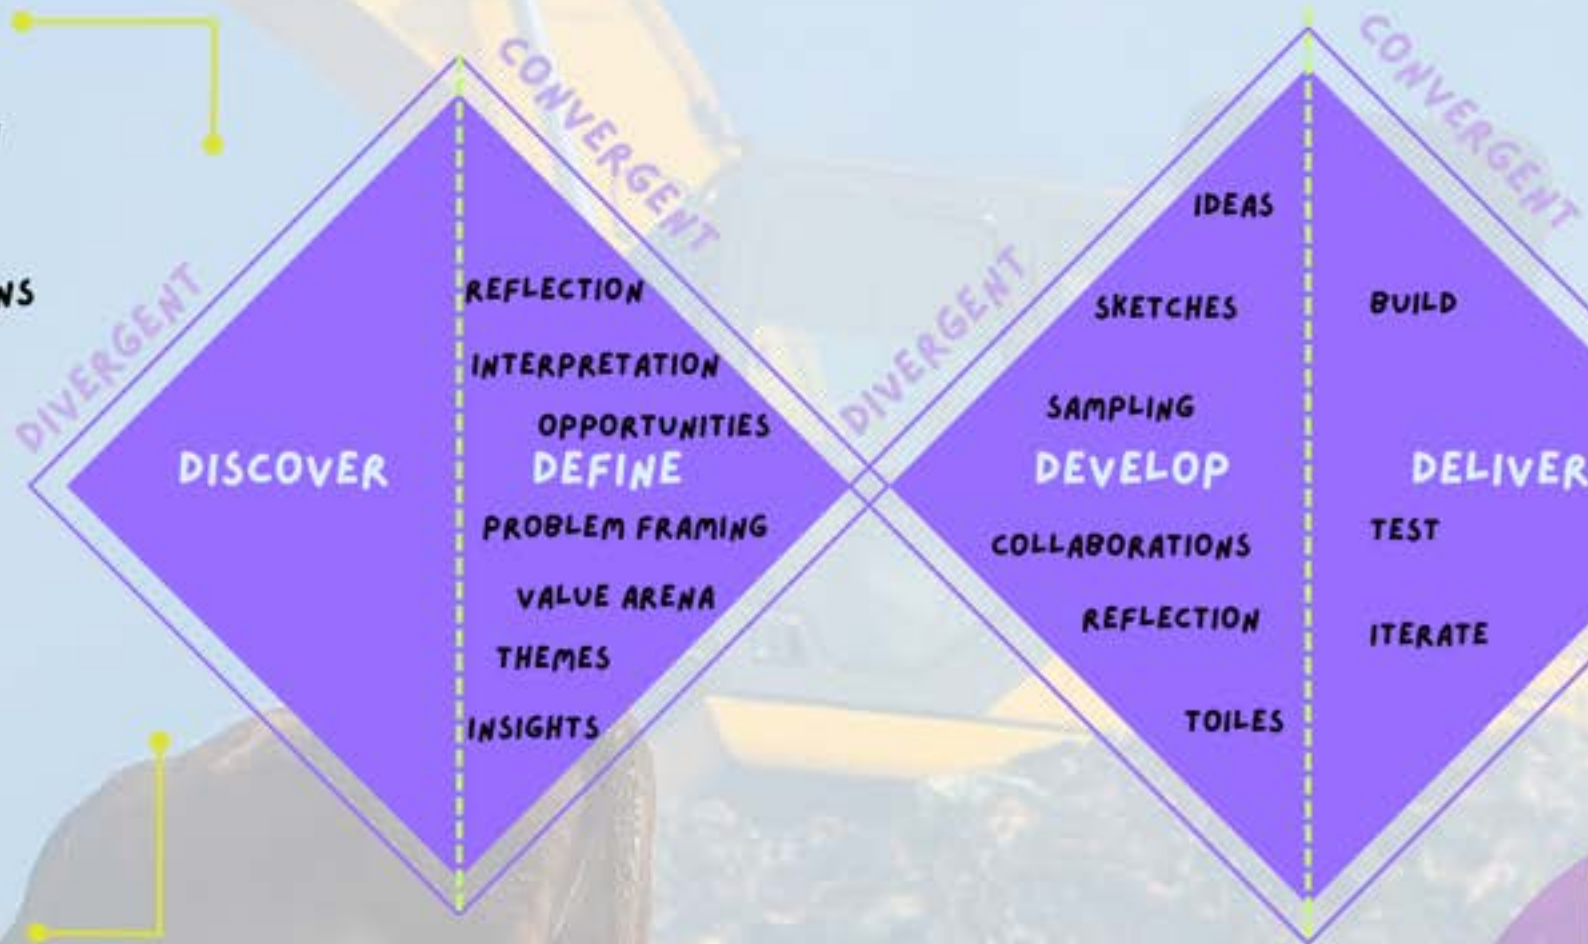 DIVERGENT
CONVERGENT
DISCOVER
REFLECTION
INTERPRETATION
OPPORTUNITIES
DEFINE
PROBLEM FRAMING
VALUE ARENA
THEMES
INSIGHTS
DIVERGENT
CONVERGENT
IDEAS
SKETCHES
SAMPLING
DEVELOP
COLLABORATIONS
REFLECTION
TOILES
BUILD
DELIVER
TEST
ITERATE